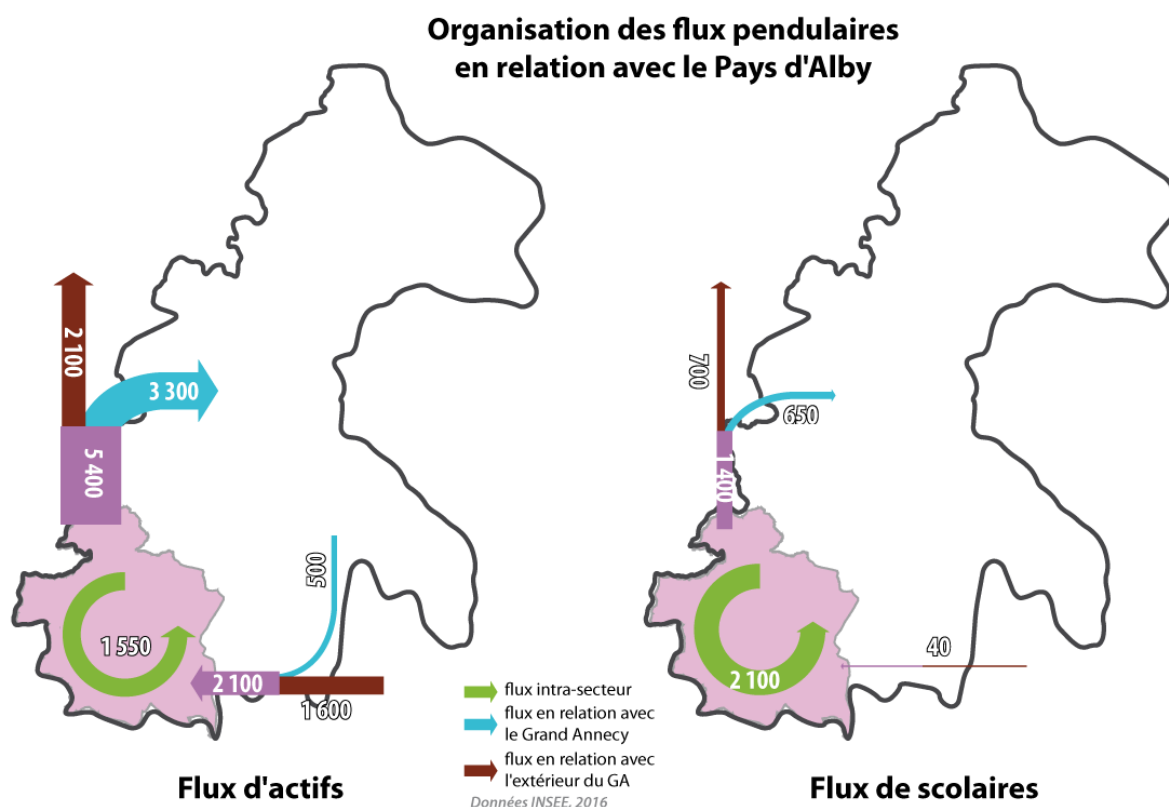 Organisation des flux pendulaires
en relation avec le Pays d'Alby
2 100
3 300
5 400
1 550
500
2 100
1 600
700
650
1 400
2 100
40
flux intra-secteur
flux en relation avec
le Grand Annecy
flux en relation avec
l'extérieur du GA
Données INSEE, 2016
Flux d'actifs
Flux de scolaires